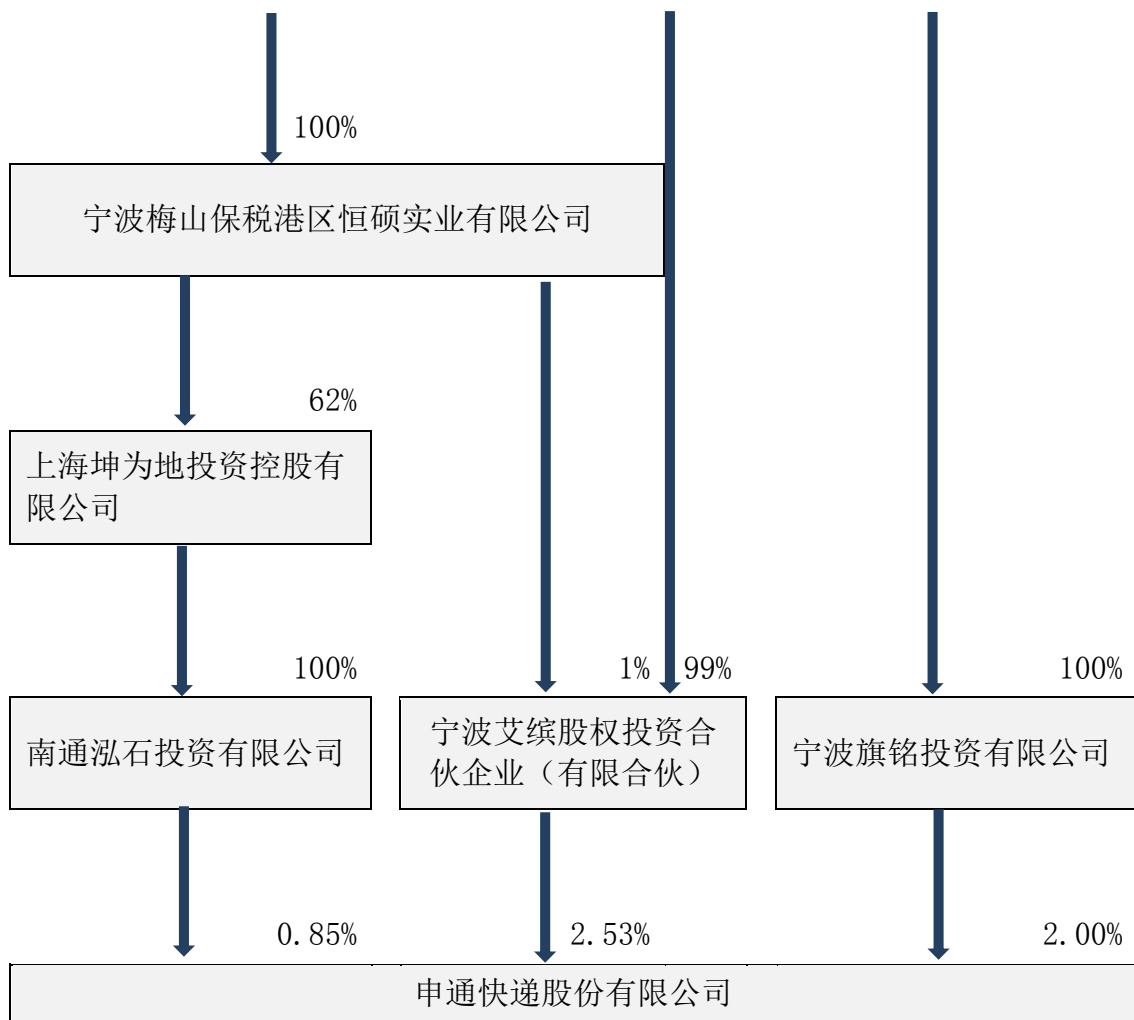 100%
宁波梅山保税港区恒硕实业有限公司
62%
上海坤为地投资控股有
限公司
100%
1%
99%
100%
南通泓石投资有限公司
宁波艾缤股权投资合
伙企业（有限合伙）
宁波旗铭投资有限公司
0.85%
2.53%
2.00%
申通快递股份有限公司